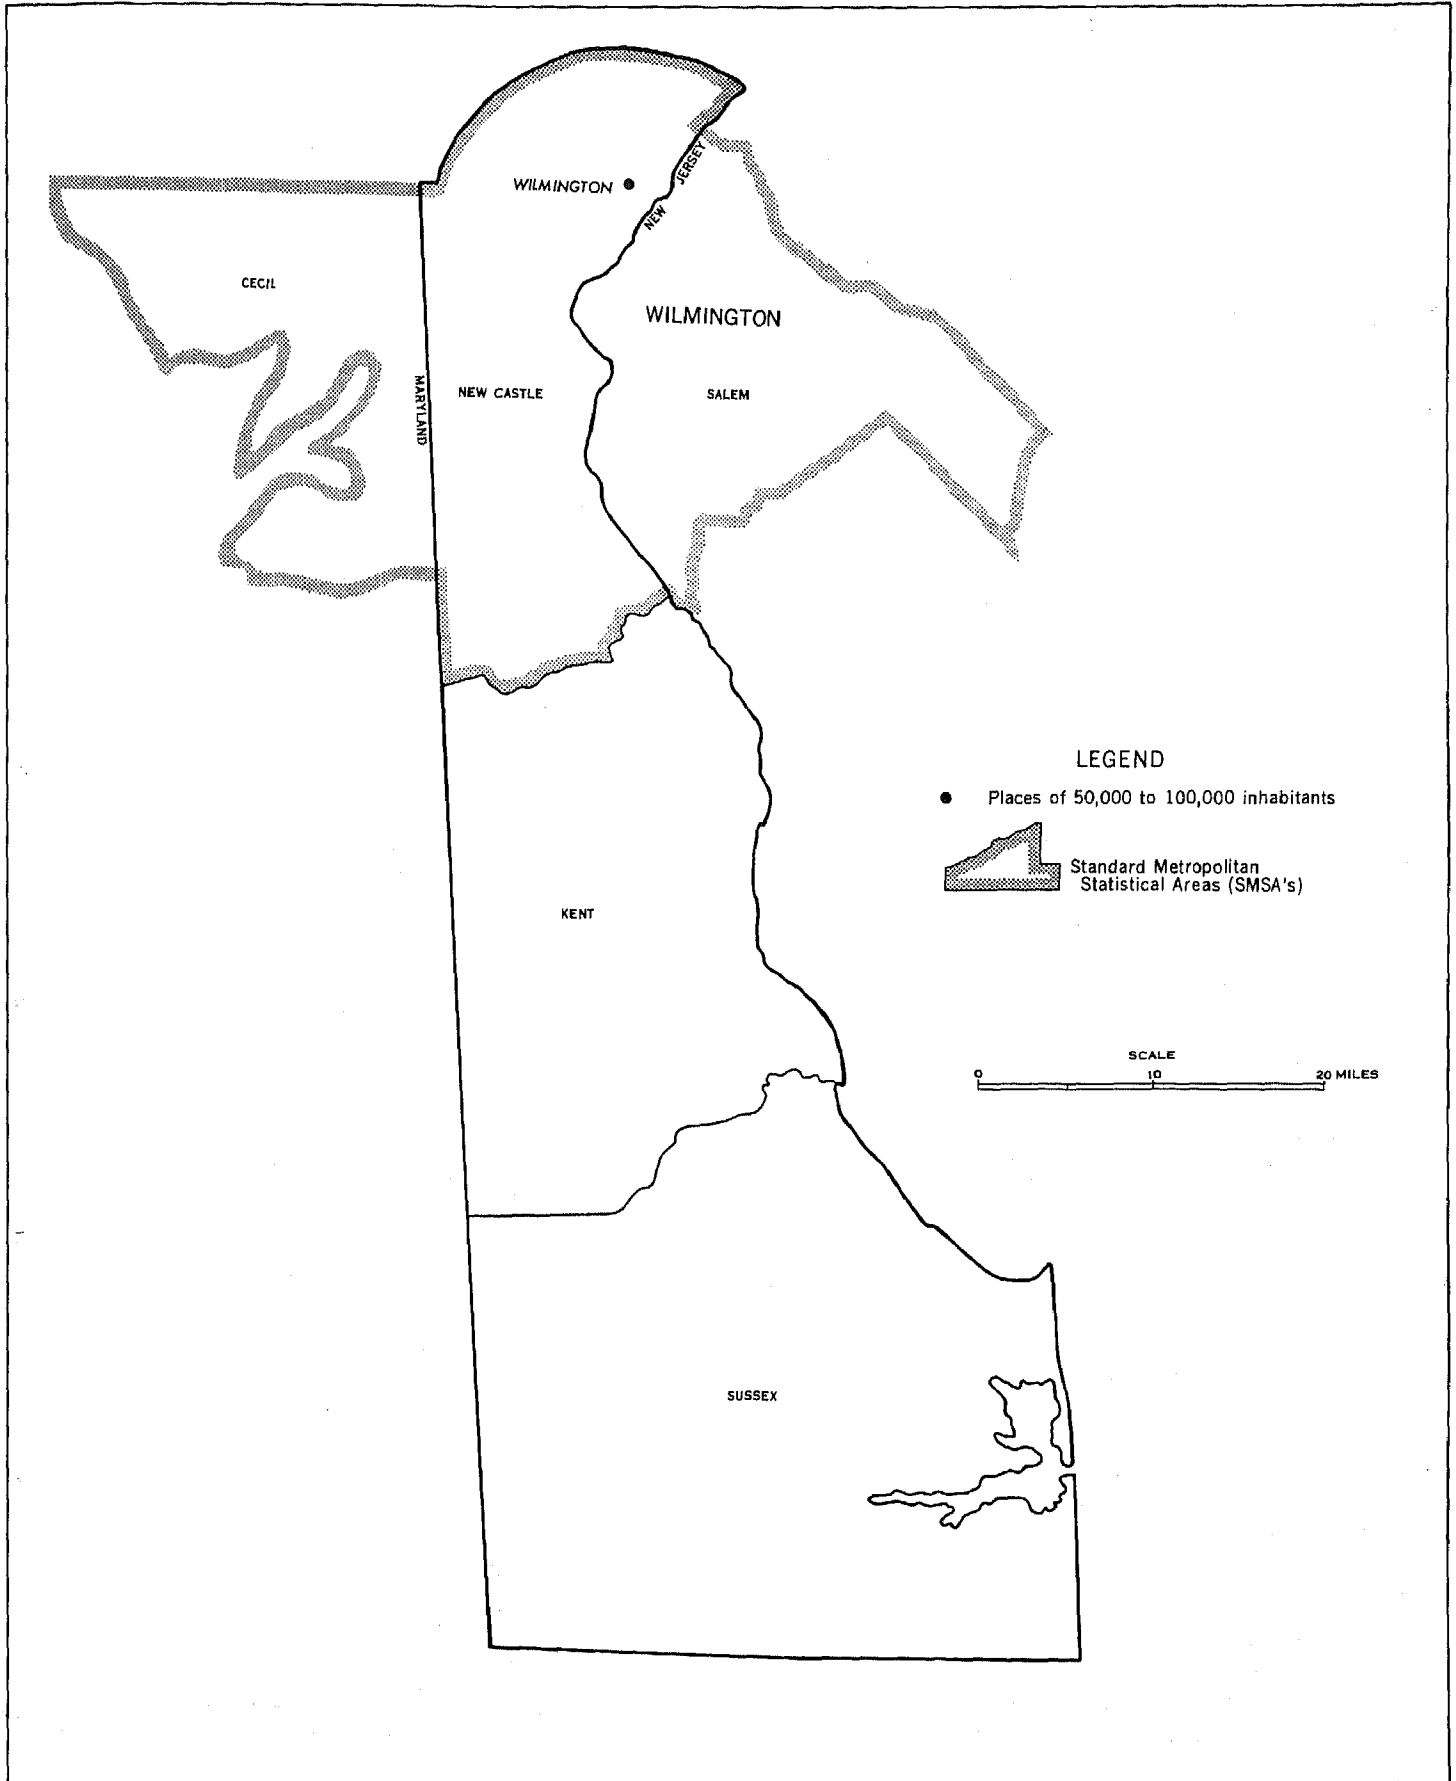 WILMINGTON
NEW JERSEY
CECIL
WILMINGTON
MARYLAND
NEW CASTLE
SALEM
LEGEND
Places of 50,000 to 100,000 inhabitants
Standard Metropolitan
Statistical Areas (SMSA's)
KENT
SCALE
0 10 20 MILES
SUSSEX